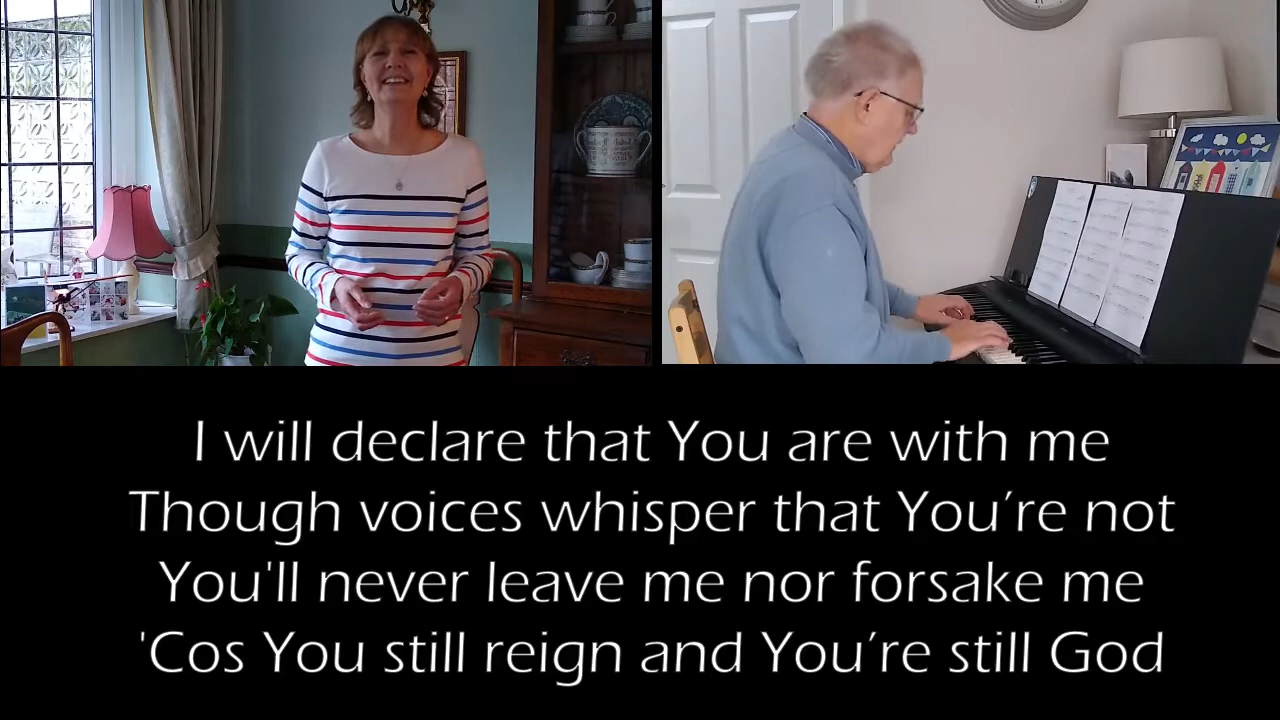 I will declare that You are with me
Though voices whisper that You’re not
You'll never leave me nor forsake me
'Cos You still reign and You’re still God